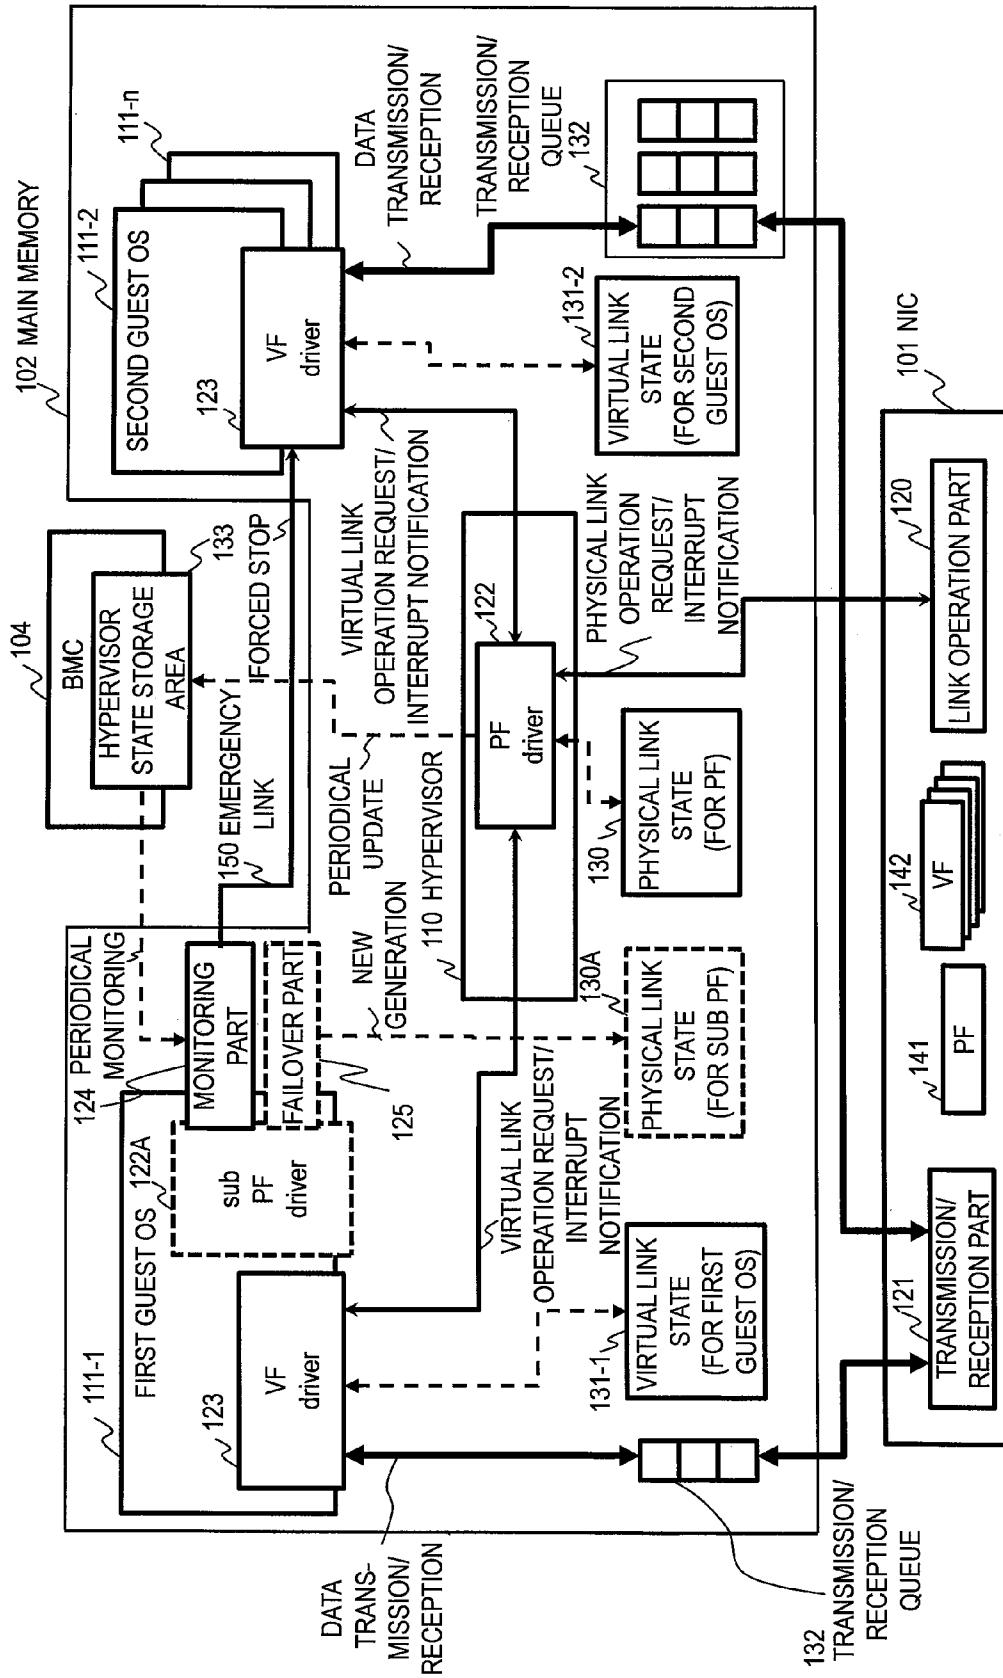 102 MAIN MEMORY
104
BMC
HYPERVISOR
STATE STORAGE
AREA
133
124
PERIODICAL
MONITORING
150 EMERGENCY
LINK
FORCED STOP
111-1
FIRST GUEST OS
122A
sub
PF
driver
MONITORING
PART
FAILOVER PART
125
123
VF
driver
111-2
111-n
SECOND GUEST OS
123
VF
driver
DATA
TRANS-
MISSION/
RECEPTION
NEW
GENERATION
PERIODICAL
UPDATE
VIRTUAL LINK
OPERATION REQUEST/
INTERRUPT NOTIFICATION
DATA
TRANSMISSION/
RECEPTION
110 HYPERVISOR
122
PF
driver
VIRTUAL LINK
OPERATION REQUEST/
INTERRUPT
NOTIFICATION
PHYSICAL LINK
OPERATION
REQUEST/
INTERRUPT
NOTIFICATION
TRANSMISSION/
RECEPTION
QUEUE
132
131-1
VIRTUAL LINK
STATE
(FOR FIRST
GUEST OS)
130A
PHYSICAL LINK
STATE
(FOR SUB PF)
130
PHYSICAL LINK
STATE
(FOR PF)
131-2
VIRTUAL LINK
STATE
(FOR SECOND
GUEST OS)
132
TRANSMISSION/
RECEPTION
QUEUE
101 NIC
121
TRANSMISSION/
RECEPTION PART
141
PF
142
VF
120
LINK OPERATION PART